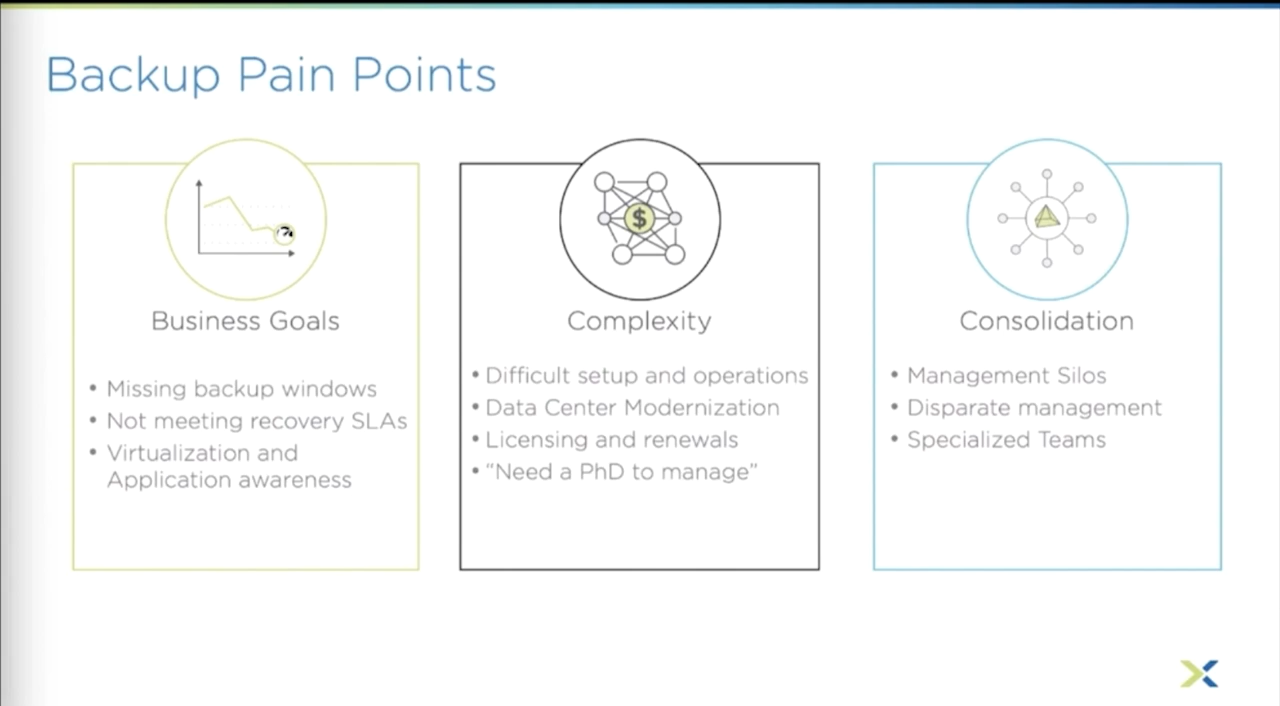 Backup Pain Points
$
Business Goals
• Missing backup windows
• Not meeting recovery SLAs
• Virtualization and
Application awareness
Complexity
• Difficult setup and operations
• Data Center Modernization
• Licensing and renewals
• “Need a PhD to manage”
Consolidation
• Management Silos
• Disparate management
• Specialized Teams